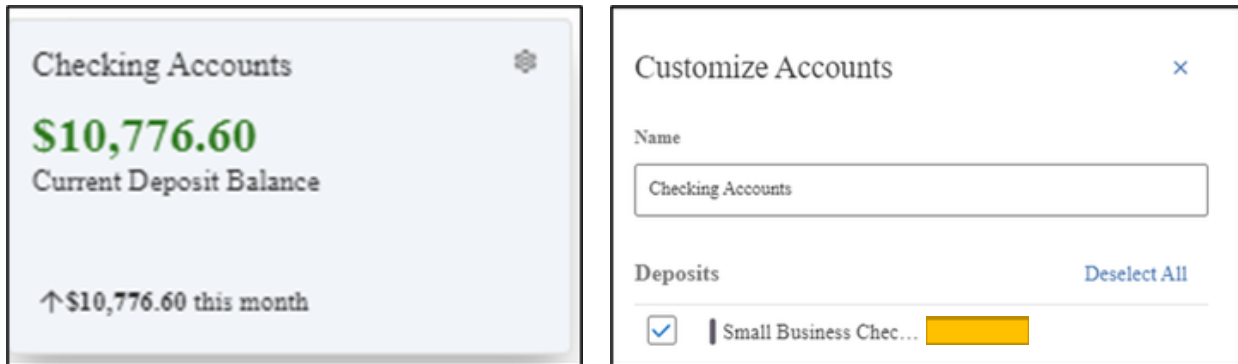 Checking Accounts
$10,776.60
Current Deposit Balance
↑$10,776.60 this month
Customize Accounts
Name
Checking Accounts
Deposits
Deselect All
Small Business Chec...